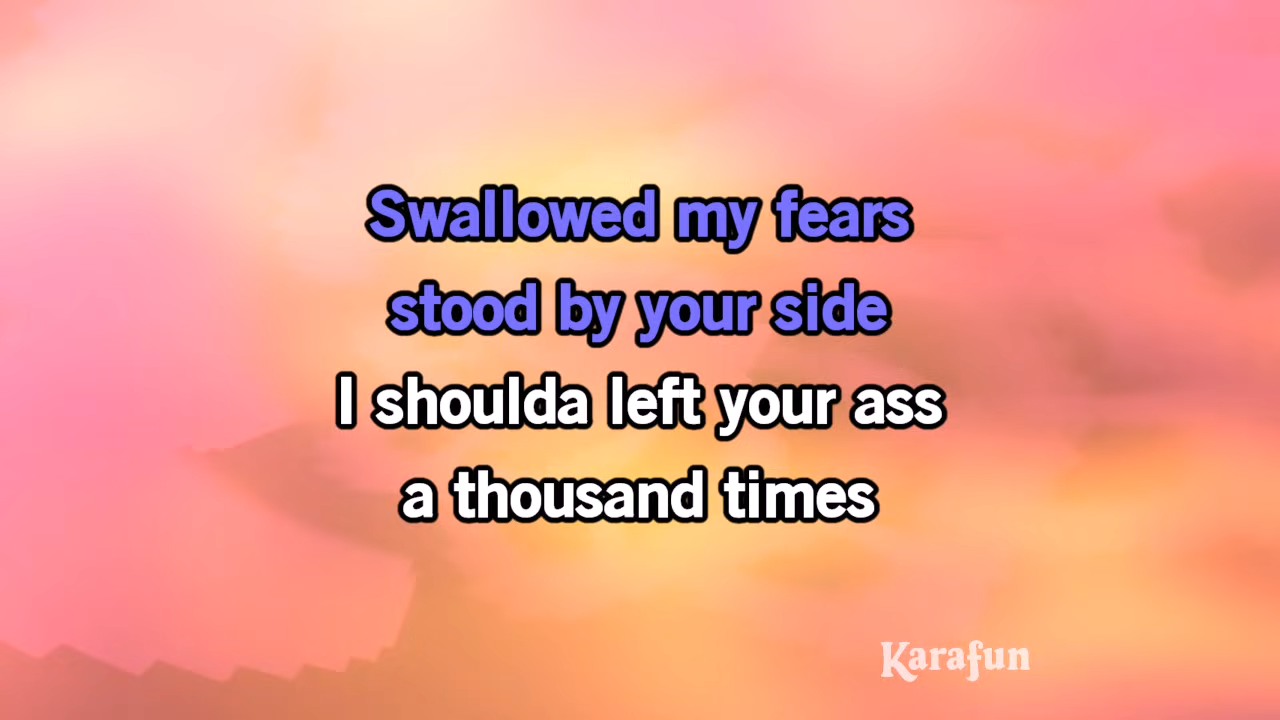 Swallowed my fears
stood by your side
I shoulda left your ass
a thousand times
Karafun